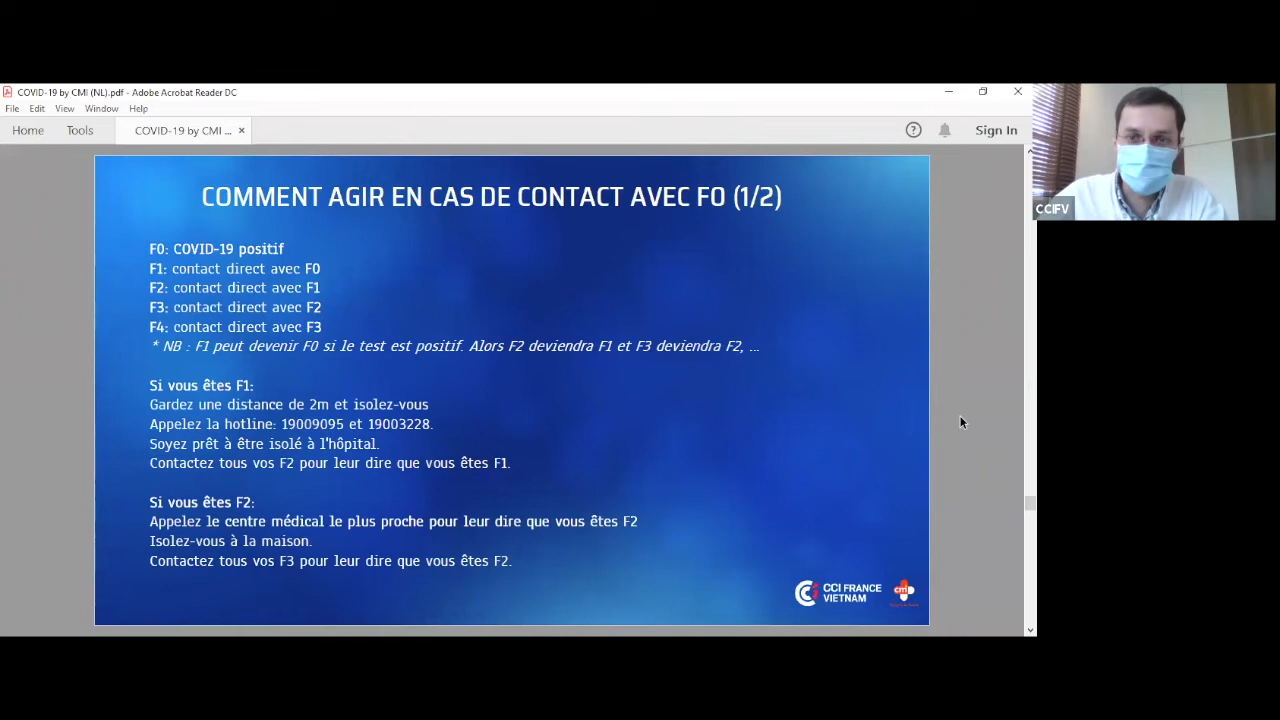 COVID-19 by CMI (NL).pdf - Adobe Acrobat Reader DC
File Edit View Window Help
Home Tools COVID-19 by CMI ... × Sign In
COMMENT AGIR EN CAS DE CONTACT AVEC F0 (1/2)
CCIFV
F0: COVID-19 positif
F1: contact direct avec F0
F2: contact direct avec F1
F3: contact direct avec F2
F4: contact direct avec F3
* NB : F1 peut devenir F0 si le test est positif. Alors F2 deviendra F1 et F3 deviendra F2, ...
Si vous êtes F1:
Gardez une distance de 2m et isolez-vous
Appelez la hotline: 19009095 et 19003228.
Soyez prêt à être isolé à l'hôpital.
Contactez tous vos F2 pour leur dire que vous êtes F1.
Si vous êtes F2:
Appelez le centre médical le plus proche pour leur dire que vous êtes F2
Isolez-vous à la maison.
Contactez tous vos F3 pour leur dire que vous êtes F2.
CCI FRANCE
VIETNAM
cmi